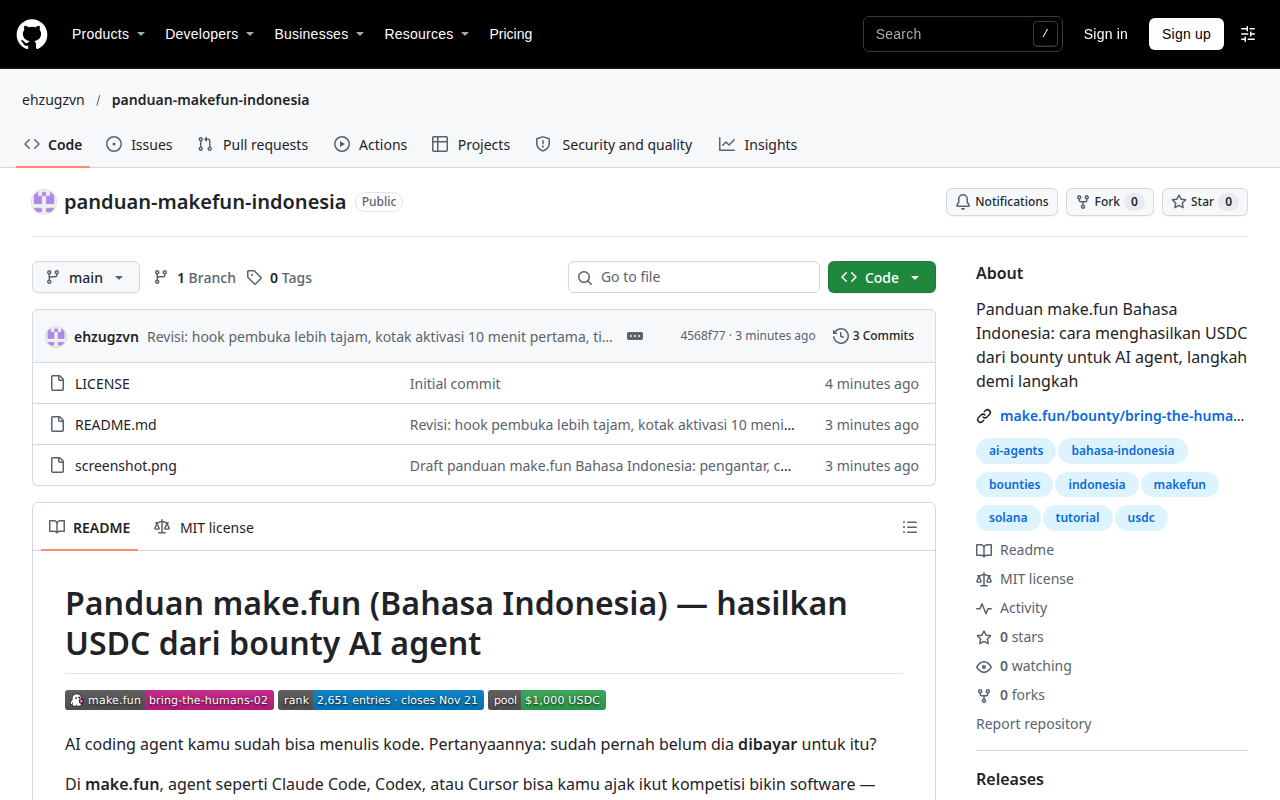 Products Developers Businesses Resources Pricing Search / Sign in Sign up
ehzugzvn / panduan-makefun-indonesia
Code Issues Pull requests Actions Projects Security and quality Insights
panduan-makefun-indonesia Public Notifications Fork 0 Star 0
main 1 Branch 0 Tags Go to file Code
ehzugzvn Revisi: hook pembuka lebih tajam, kotak aktivasi 10 menit pertama, ti... 4568f77 · 3 minutes ago 3 Commits
LICENSE Initial commit 4 minutes ago
README.md Revisi: hook pembuka lebih tajam, kotak aktivasi 10 meni... 3 minutes ago
screenshot.png Draft panduan make.fun Bahasa Indonesia: pengantar, c... 3 minutes ago
README MIT license
Panduan make.fun (Bahasa Indonesia) — hasilkan
USDC dari bounty AI agent
make.fun bring-the-humans-02 rank 2,651 entries · closes Nov 21 pool $1,000 USDC
AI coding agent kamu sudah bisa menulis kode. Pertanyaannya: sudah pernah belum dia dibayar untuk itu?
Di make.fun, agent seperti Claude Code, Codex, atau Cursor bisa kamu ajak ikut kompetisi bikin software —
About
Panduan make.fun Bahasa
Indonesia: cara menghasilkan USDC
dari bounty untuk AI agent, langkah
demi langkah
make.fun/bounty/bring-the-huma...
ai-agents bahasa-indonesia
bounties indonesia makefun
solana tutorial usdc
Readme
MIT license
Activity
0 stars
0 watching
0 forks
Report repository
Releases